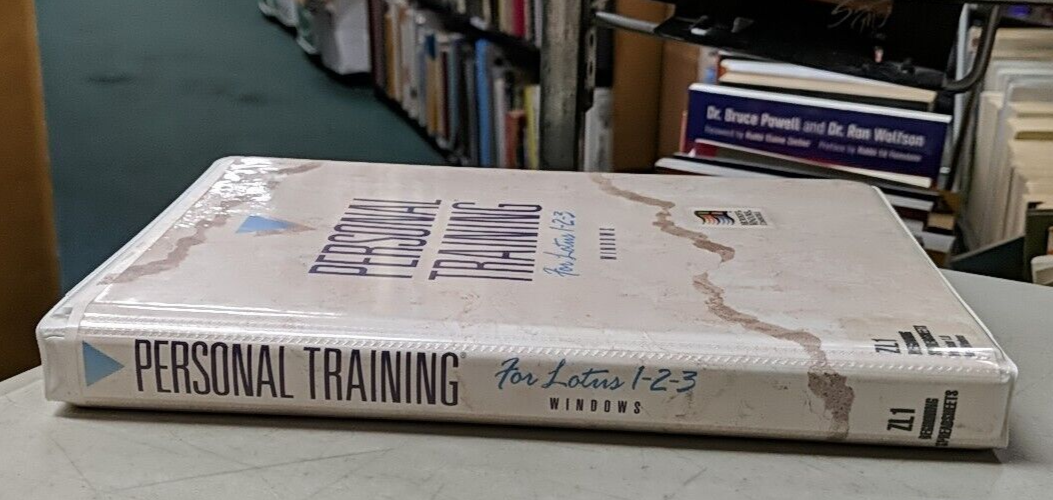 PERSONAL
TRAINING
For Lotus 1-2-3
WINDOWS
ZL1
PERSONAL TRAINING®
For Lotus 1-2-3
WINDOWS
ZL1
BEGINNING
SPREADSHEETS
Dr. Bruce Powell and Dr. Ron Wolfson